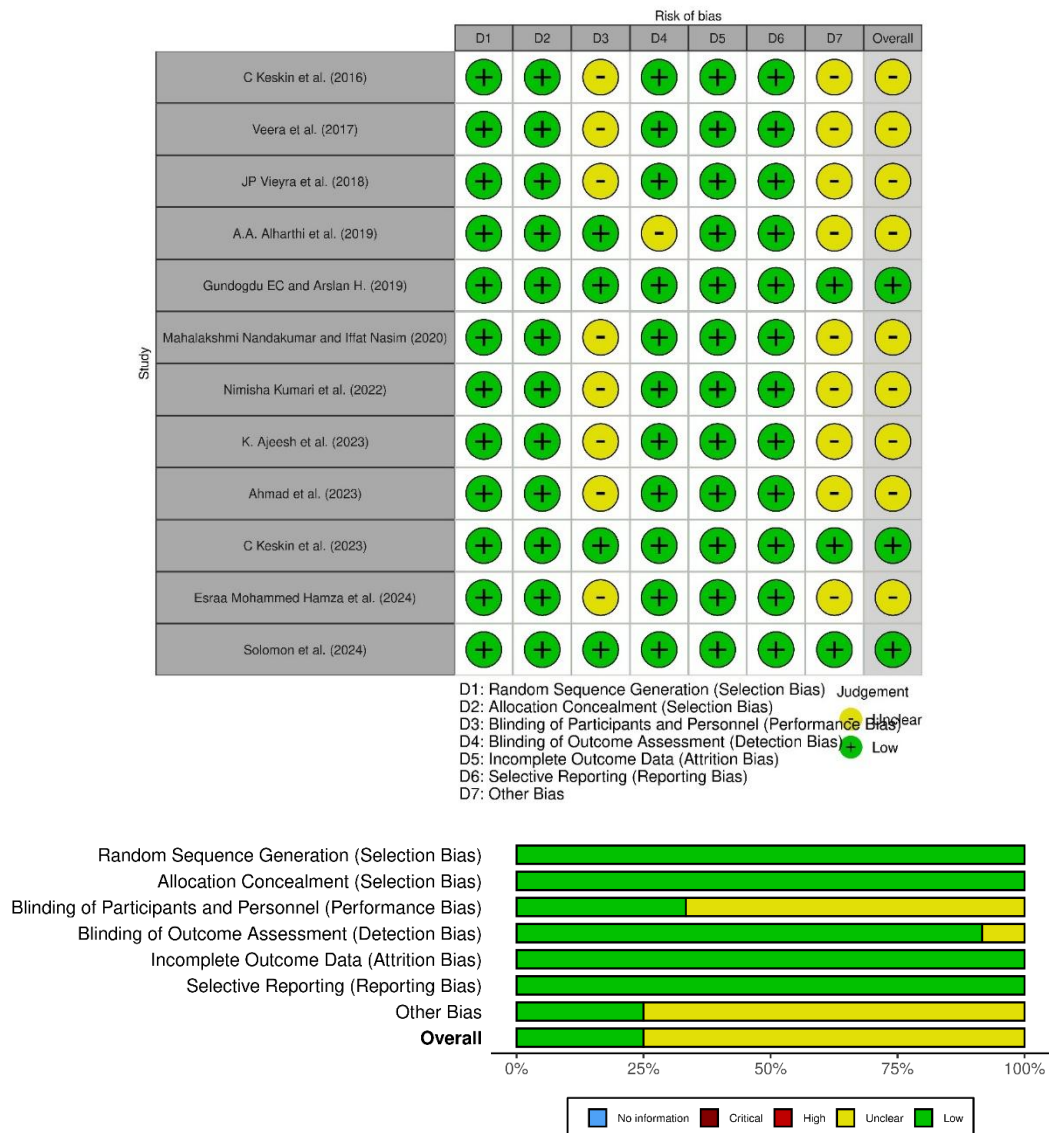 Risk of bias
D1 D2 D3 D4 D5 D6 D7 Overall
Study
C Keskin et al. (2016) + + - + + + - -
Veera et al. (2017) + + - + + + - -
JP Vieyra et al. (2018) + + - + + + - -
A.A. Alharthi et al. (2019) + + + - + + - -
Gundogdu EC and Arslan H. (2019) + + + + + + + +
Mahalakshmi Nandakumar and Iffat Nasim (2020) + + - + + + - -
Nimisha Kumari et al. (2022) + + - + + + - -
K. Ajeesh et al. (2023) + + - + + + - -
Ahmad et al. (2023) + + - + + + - -
C Keskin et al. (2023) + + + + + + + +
Esraa Mohammed Hamza et al. (2024) + + - + + + - -
Solomon et al. (2024) + + + + + + + +
D1: Random Sequence Generation (Selection Bias)
D2: Allocation Concealment (Selection Bias)
D3: Blinding of Participants and Personnel (Performance Bias)
D4: Blinding of Outcome Assessment (Detection Bias)
D5: Incomplete Outcome Data (Attrition Bias)
D6: Selective Reporting (Reporting Bias)
D7: Other Bias
Judgement
- Unclear
+ Low
Random Sequence Generation (Selection Bias)
Allocation Concealment (Selection Bias)
Blinding of Participants and Personnel (Performance Bias)
Blinding of Outcome Assessment (Detection Bias)
Incomplete Outcome Data (Attrition Bias)
Selective Reporting (Reporting Bias)
Other Bias
Overall
0% 25% 50% 75% 100%
No information Critical High Unclear Low